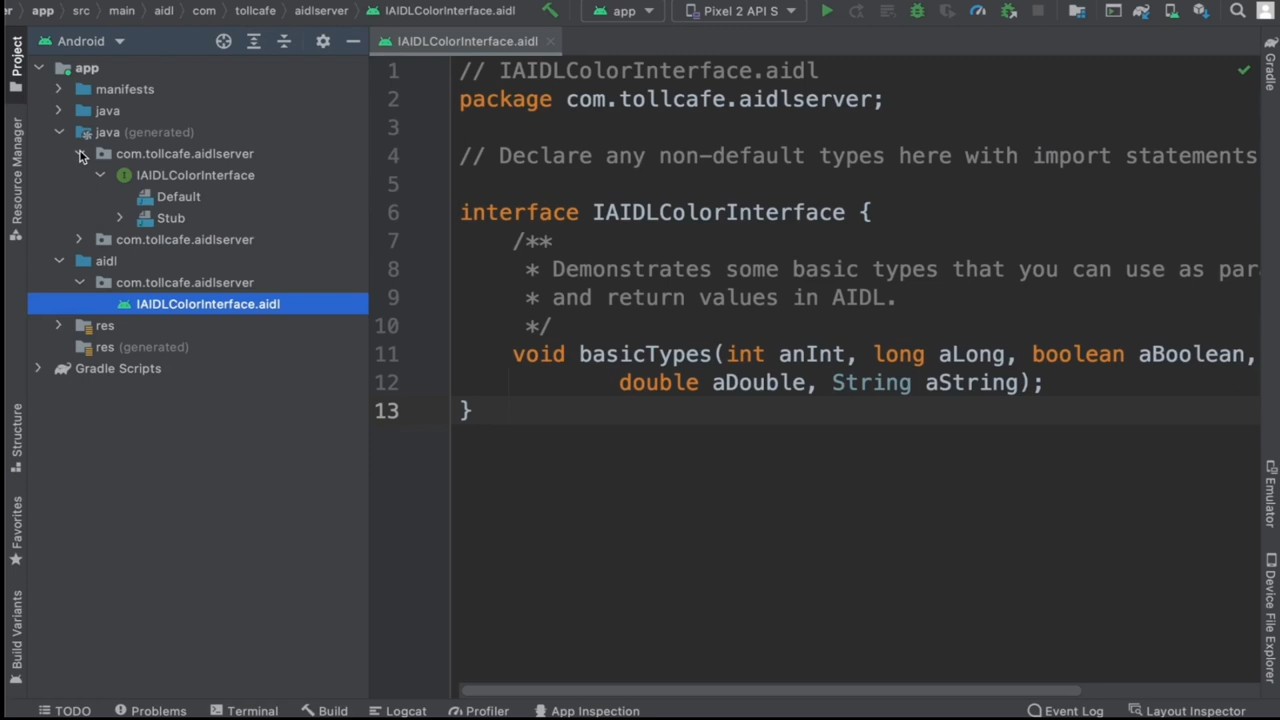 er
app
src
main
aidl
com
tollcafe
aidlserver
IAIDLColorInterface.aidl
app
Pixel 2 API S
Project
Resource Manager
Structure
Favorites
Build Variants
Android
app
manifests
java
java (generated)
com.tollcafe.aidlserver
I IAIDLColorInterface
Default
Stub
com.tollcafe.aidlserver
aidl
com.tollcafe.aidlserver
IAIDLColorInterface.aidl
res
res (generated)
Gradle Scripts
IAIDLColorInterface.aidl
1 // IAIDLColorInterface.aidl
2 package com.tollcafe.aidlserver;
3
4 // Declare any non-default types here with import statements
5
6 interface IAIDLColorInterface {
7 /**
8 * Demonstrates some basic types that you can use as par
9 * and return values in AIDL.
10 */
11 void basicTypes(int anInt, long aLong, boolean aBoolean,
12 double aDouble, String aString);
13 }
Gradle
Emulator
Device File Explorer
TODO
Problems
Terminal
Build
Logcat
Profiler
App Inspection
Event Log
Layout Inspector